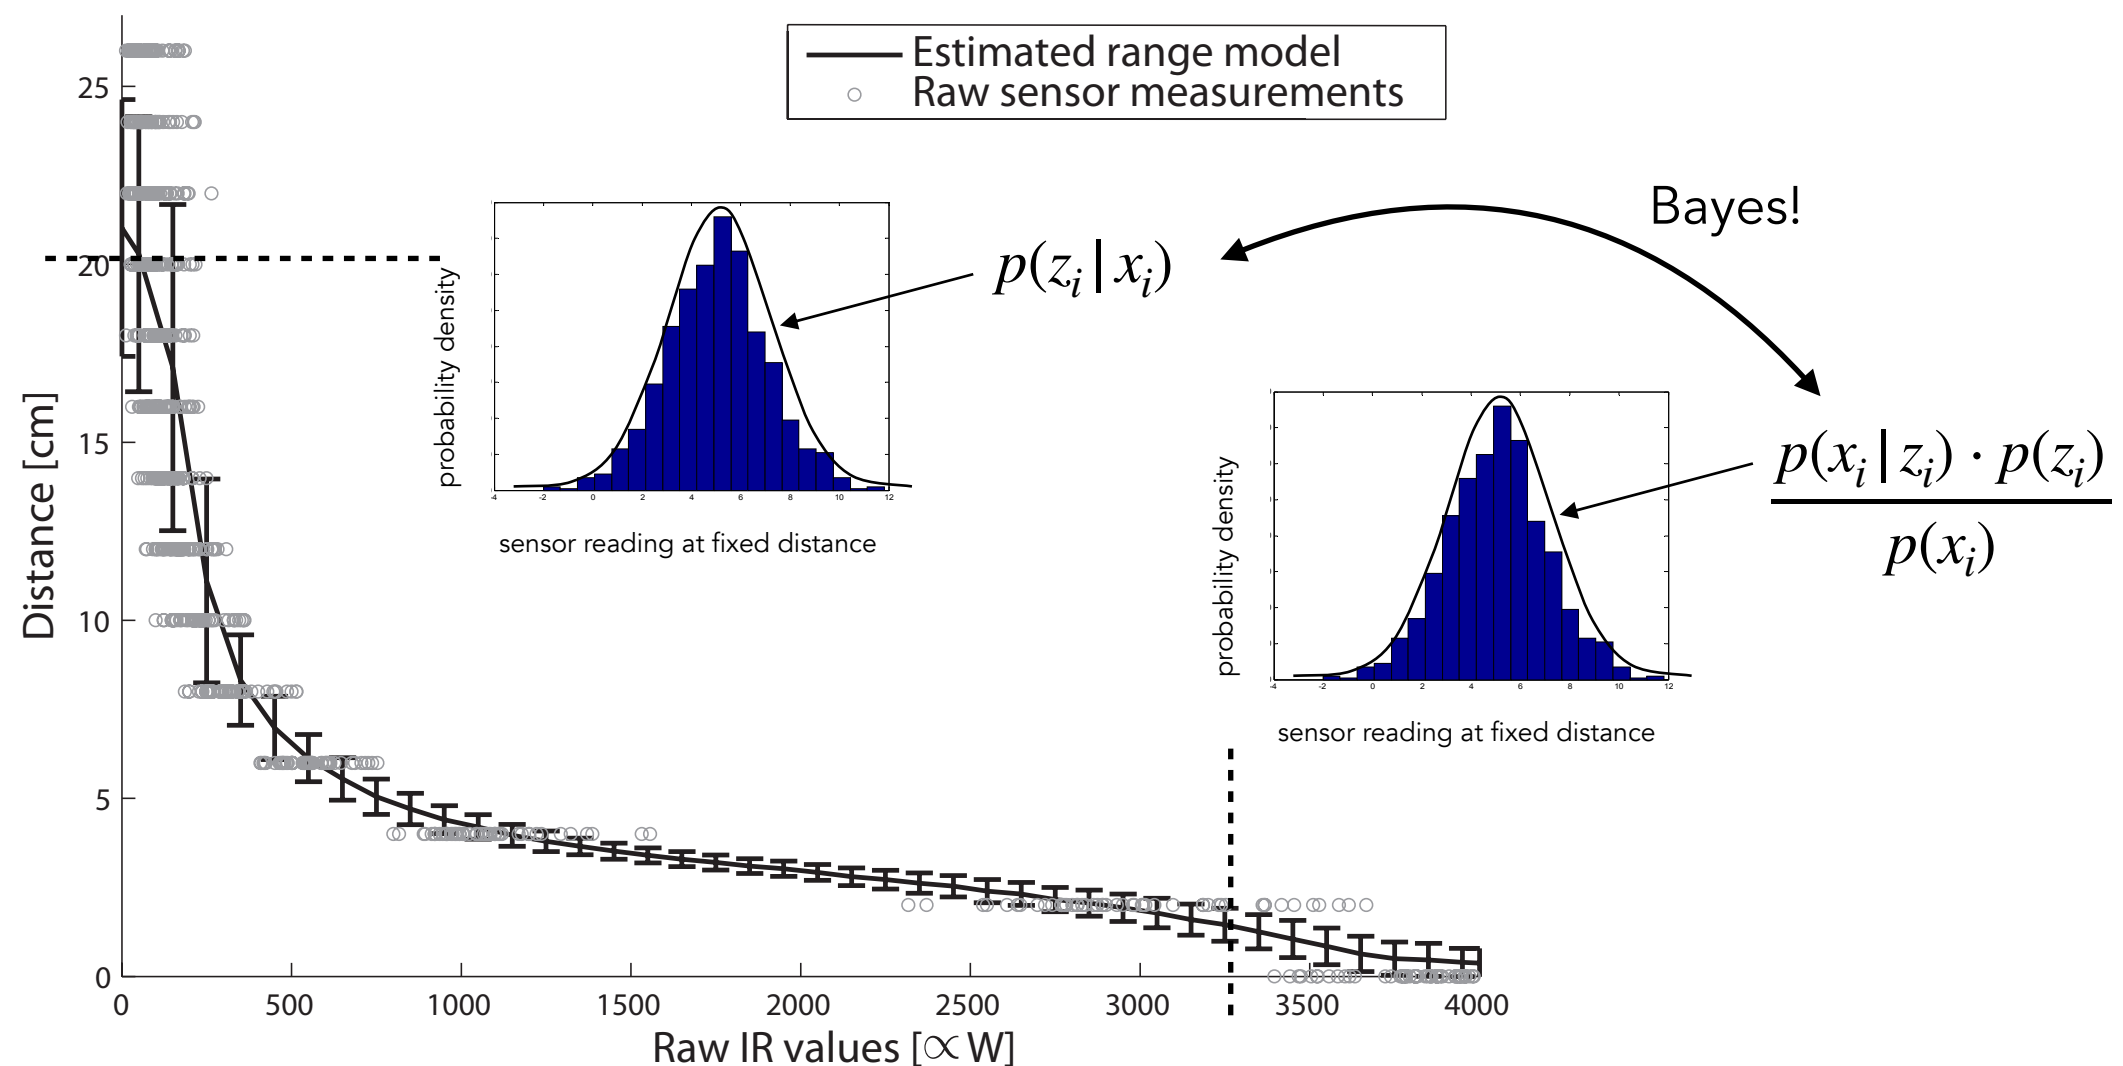 Estimated range model
Raw sensor measurements
Bayes!
p(z_i | x_i)
p(x_i | z_i) · p(z_i)
p(x_i)
probability density
-4 -2 0 2 4 6 8 10 12
sensor reading at fixed distance
probability density
-4 -2 0 2 4 6 8 10 12
sensor reading at fixed distance
Distance [cm]
25
20
15
10
5
0
0 500 1000 1500 2000 2500 3000 3500 4000
Raw IR values [∝ W]